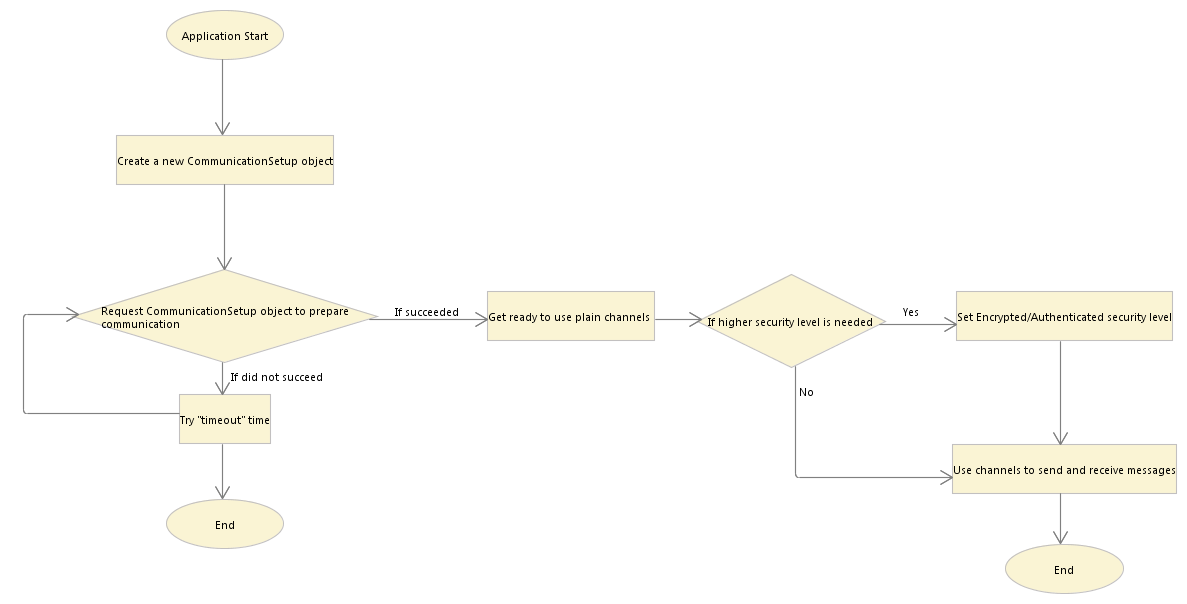 Application Start
Create a new CommunicationSetup object
Request CommunicationSetup object to prepare
communication
If succeeded
Get ready to use plain channels
If higher security level is needed
Yes
Set Encrypted/Authenticated security level
If did not succeed
No
Try "timeout" time
Use channels to send and receive messages
End
End